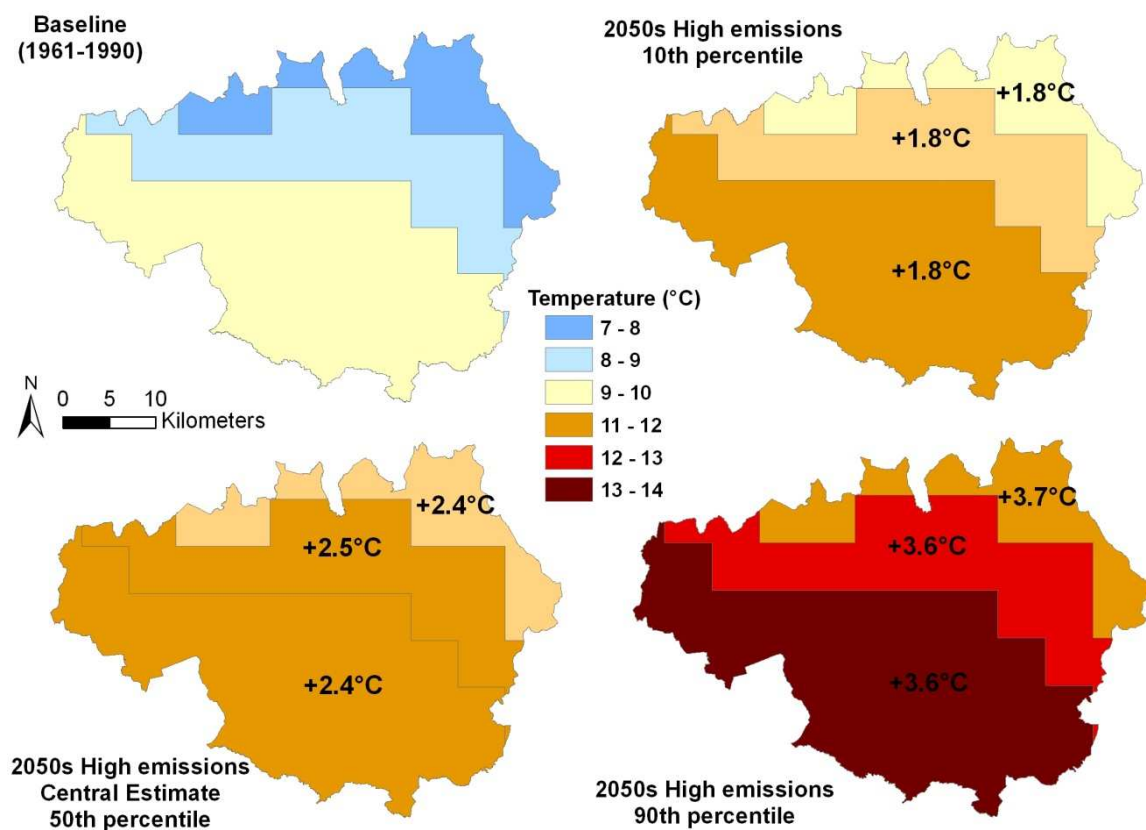 Baseline
(1961-1990)
2050s High emissions
10th percentile
+1.8°C
+1.8°C
+1.8°C
Temperature (°C)
7 - 8
8 - 9
9 - 10
11 - 12
12 - 13
13 - 14
N
0 5 10
Kilometers
+2.4°C
+2.5°C
+2.4°C
2050s High emissions
Central Estimate
50th percentile
+3.7°C
+3.6°C
+3.6°C
2050s High emissions
90th percentile